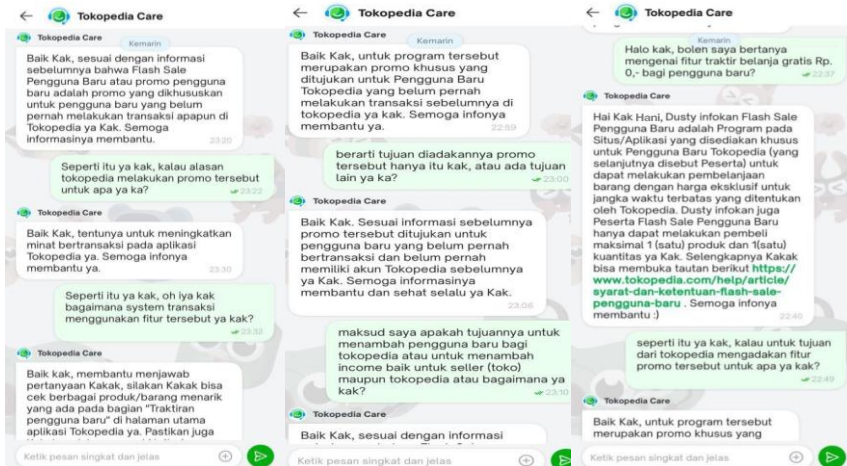 Tokopedia Care
Tokopedia Care
Kemarin
Baik Kak, sesuai dengan informasi
sebelumnya bahwa Flash Sale
Pengguna Baru atau promo pengguna
baru adalah promo yang dikhususkan
untuk pengguna baru yang belum
pernah melakukan transaksi apapun di
Tokopedia ya Kak. Semoga
informasinya membantu.
23:20
Seperti itu ya kak, kalau alasan
tokopedia melakukan promo tersebut
untuk apa ya ka?
23:22
Tokopedia Care
Baik Kak, tentunya untuk meningkatkan
minat bertransaksi pada aplikasi
Tokopedia ya. Semoga infonya
membantu ya.
23:30
Seperti itu ya kak, oh iya kak
bagaimana system transaksi
menggunakan fitur tersebut ya kak?
23:32
Tokopedia Care
Baik kak, membantu menjawab
pertanyaan Kakak, silakan Kakak bisa
cek berbagai produk/barang menarik
yang ada pada bagian "Traktiran
pengguna baru" di halaman utama
aplikasi Tokopedia ya. Pastikan juga
Ketik pesan singkat dan jelas
Tokopedia Care
Tokopedia Care
Kemarin
Baik Kak, untuk program tersebut
merupakan promo khusus yang
ditujukan untuk Pengguna Baru
Tokopedia yang belum pernah
melakukan transaksi sebelumnya di
tokopedia ya kak. Semoga infonya
membantu ya.
22:59
berarti tujuan diadakannya promo
tersebut hanya itu kak, atau ada tujuan
lain ya ka?
23:00
Tokopedia Care
Baik Kak. Sesuai informasi sebelumnya
promo tersebut ditujukan untuk
pengguna baru yang belum pernah
bertransaksi dan belum pernah
memiliki akun Tokopedia sebelumnya
ya Kak. Semoga informasinya
membantu dan sehat selalu ya Kak.
23:08
maksud saya apakah tujuannya untuk
menambah pengguna baru bagi
tokopedia atau untuk menambah
income baik untuk seller (toko)
maupun tokopedia atau bagaimana ya
kak?
23:10
Tokopedia Care
Baik Kak, sesuai dengan informasi
Ketik pesan singkat dan jelas
Tokopedia Care
Kemarin
Halo kak, bolen saya bertanya
mengenai fitur traktir belanja gratis Rp.
0,- bagi pengguna baru?
22:37
Tokopedia Care
Hai Kak Hani, Dusty infokan Flash Sale
Pengguna Baru adalah Program pada
Situs/Aplikasi yang disediakan khusus
untuk Pengguna Baru Tokopedia (yang
selanjutnya disebut Peserta) untuk
dapat melakukan pembelanjaan
barang dengan harga eksklusif untuk
jangka waktu terbatas yang ditentukan
oleh Tokopedia. Dusty infokan juga
Peserta Flash Sale Pengguna Baru
hanya dapat melakukan pembeli
maksimal 1 (satu) produk dan 1(satu)
kuantitas ya Kak. Selengkapnya Kakak
bisa membuka tautan berikut https://
www.tokopedia.com/help/article/
syarat-dan-ketentuan-flash-sale-
pengguna-baru . Semoga infonya
membantu :)
22:40
seperti itu ya kak, kalau untuk tujuan
dari tokopedia mengadakan fitur
promo tersebut untuk apa ya kak?
22:49
Tokopedia Care
Baik Kak, untuk program tersebut
merupakan promo khusus yang
Ketik pesan singkat dan jelas